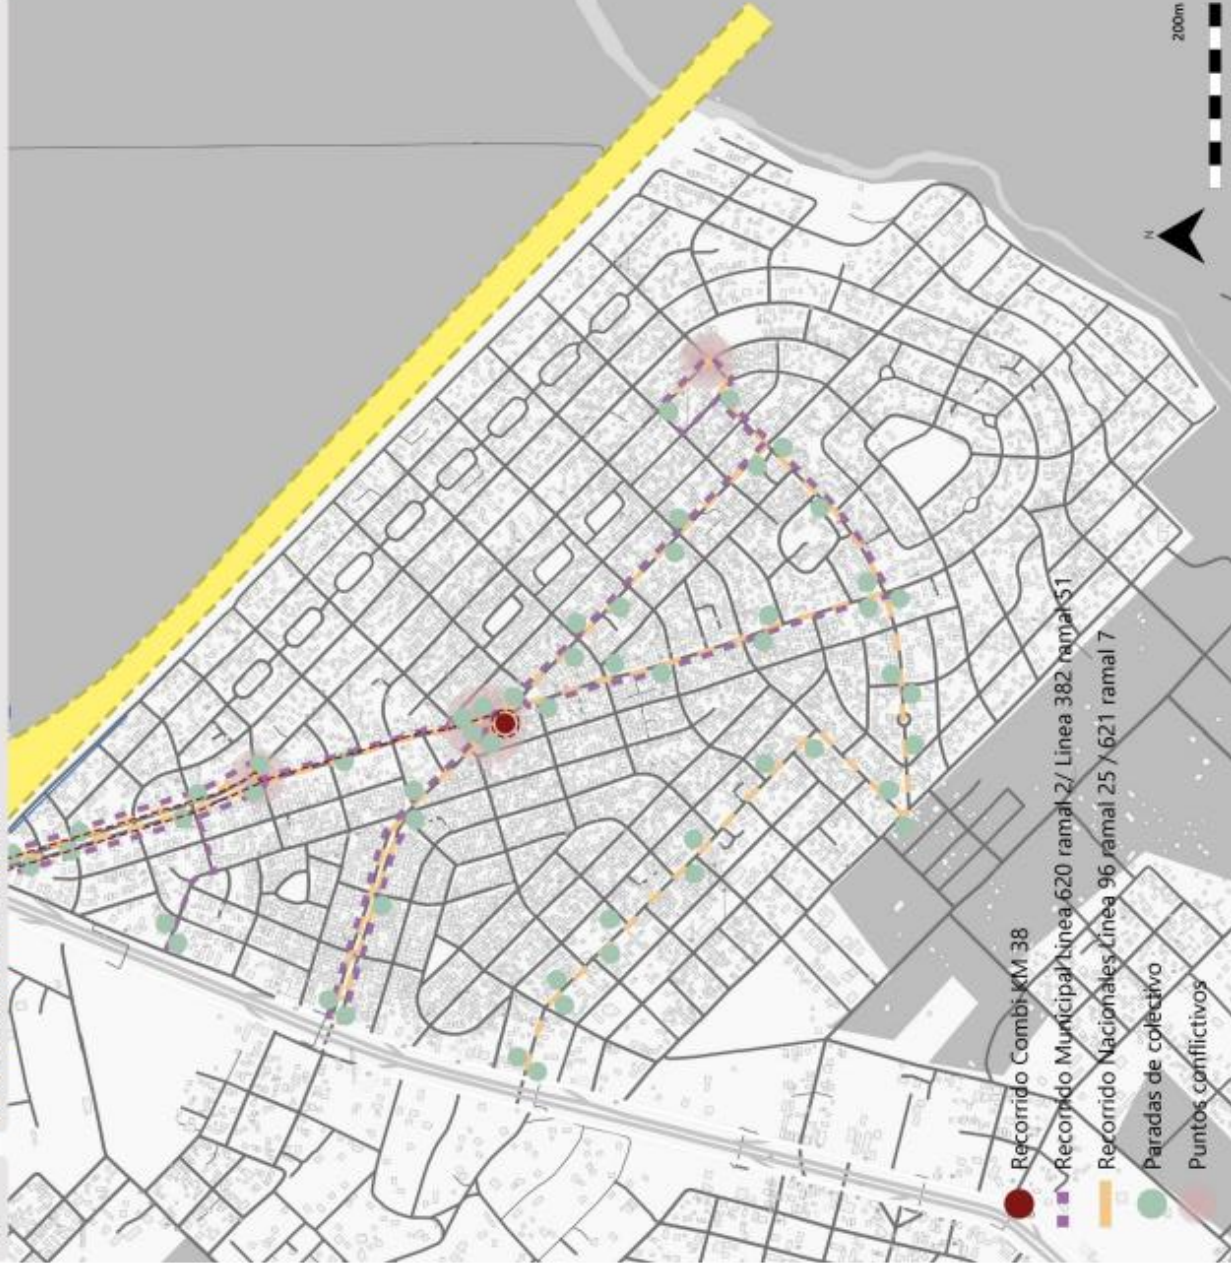 200m
N
Recorrido Combi KM 38
Recorrido Municipal Linea 620 ramal 2/ Linea 382 ramal 51
Recorrido Nacionales Linea 96 ramal 25 / 621 ramal 7
Paradas de colectivo
Puntos conflictivos